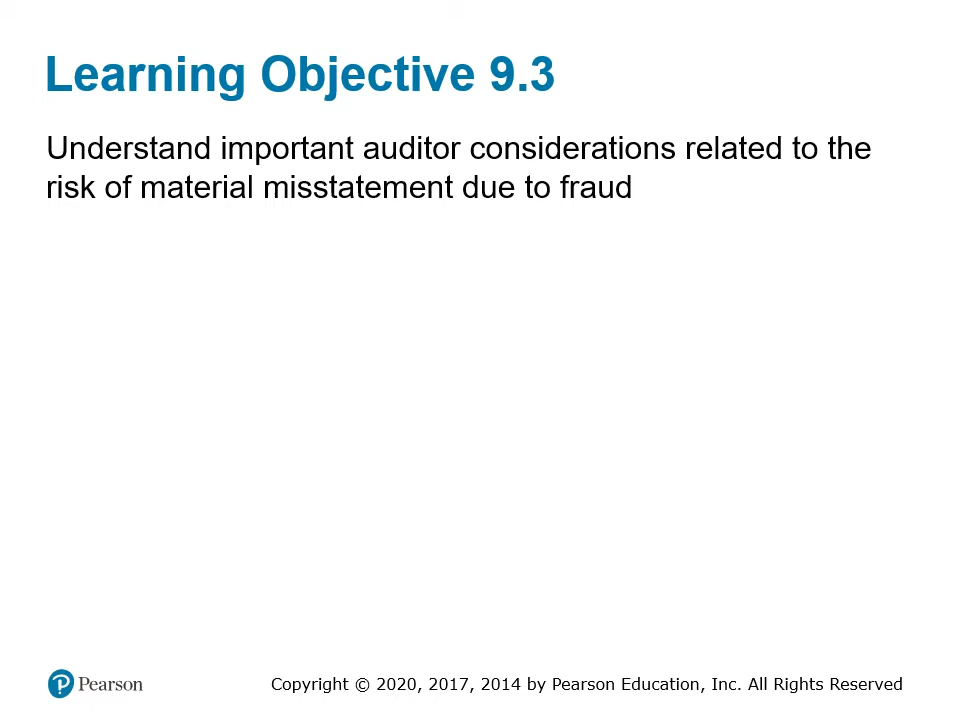 Learning Objective 9.3
Understand important auditor considerations related to the
risk of material misstatement due to fraud
Pearson
Copyright © 2020, 2017, 2014 by Pearson Education, Inc. All Rights Reserved